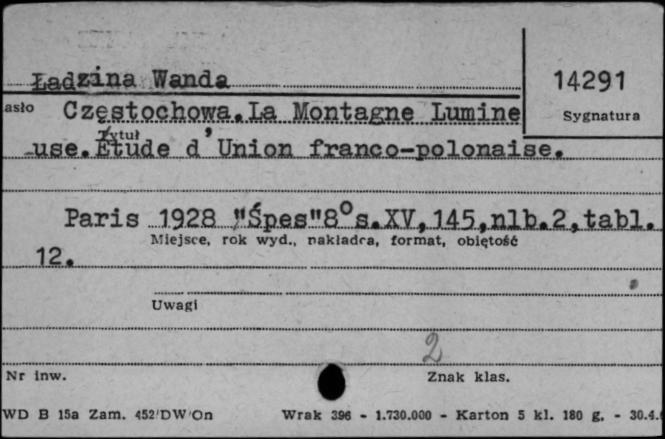 Ładzina Wanda
14291
asło Częstochowa.La Montagne Lumine
Sygnatura
Tytuł
use.Étude d'Union franco-polonaise.
Paris 1928 "Śpes"8°s.XV,145,nlb.2,tabl.
Miejsce, rok wyd., nakładca, format, objętość
12.
Uwagi
2
Nr inw.
Znak klas.
WD B 15a Zam. 452/DW/On Wrak 396 - 1.730.000 - Karton 5 kl. 180 g. - 30.4.